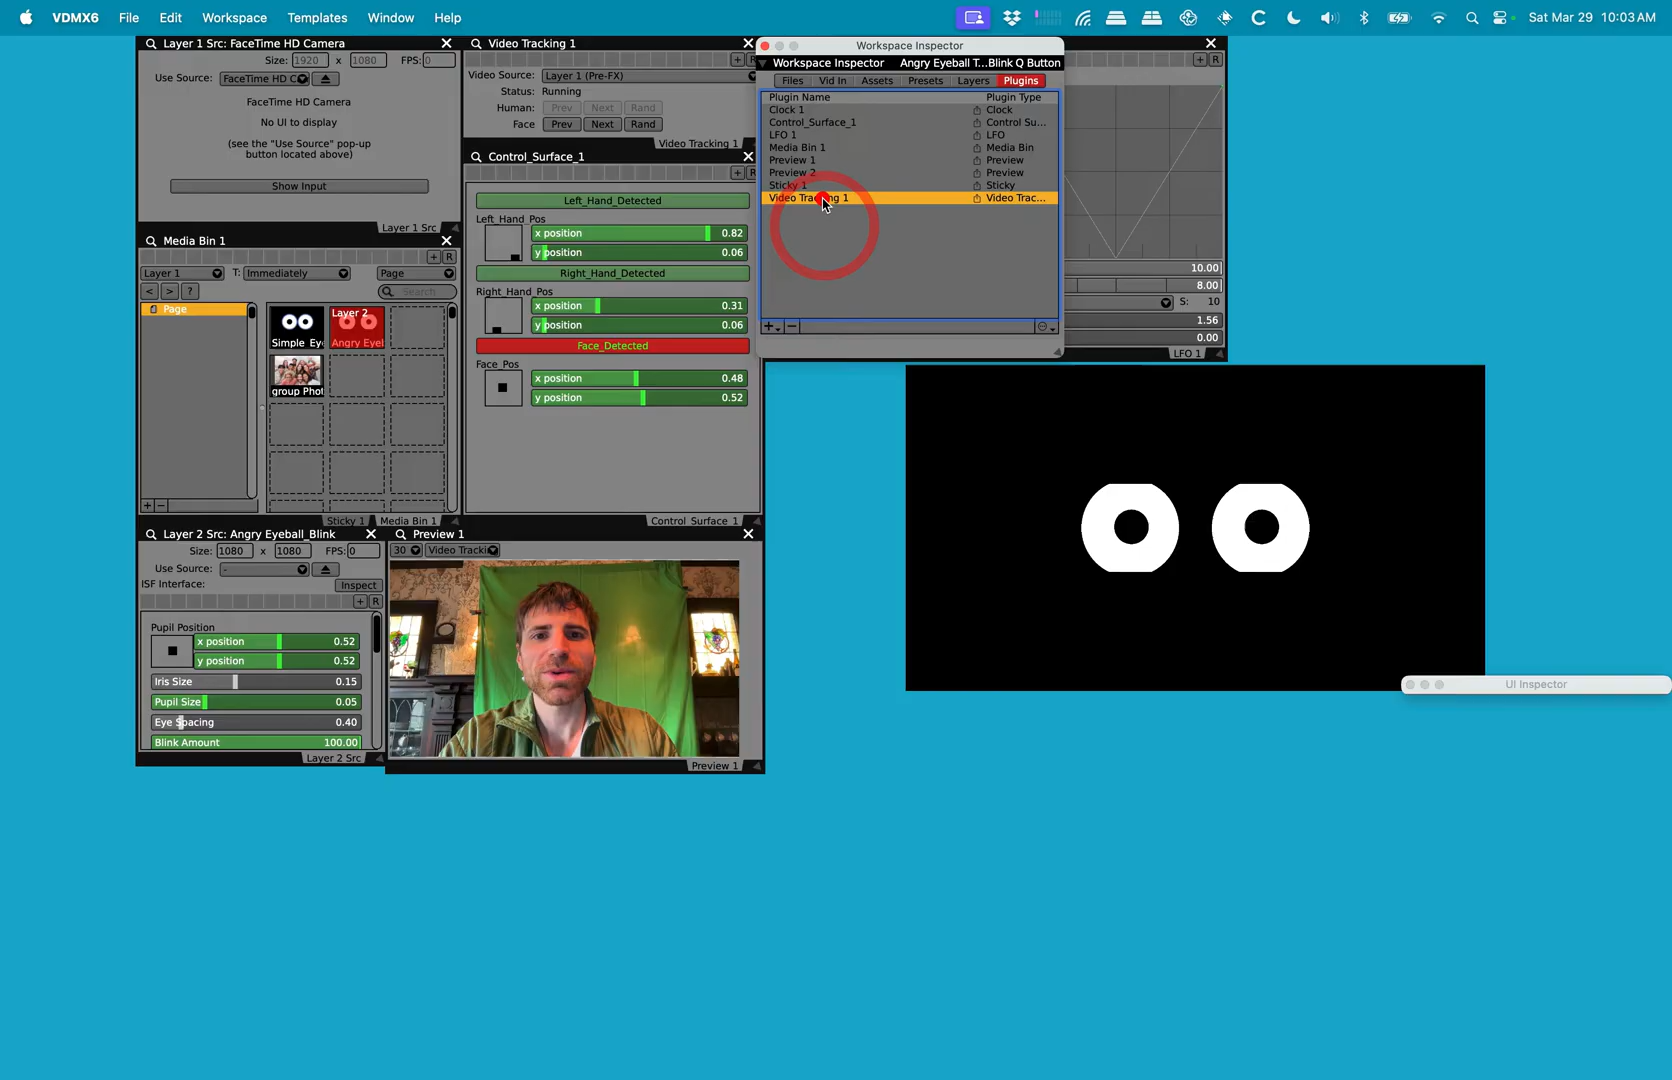 VDMX6 File Edit Workspace Templates Window Help Sat Mar 29 10:03 AM
Layer 1 Src: FaceTime HD Camera
Size: 1920 x 1080 FPS: 0
Use Source: FaceTime HD C
FaceTime HD Camera
No UI to display
(see the "Use Source" pop-up
button located above)
Show Input
Layer 1 Src
Media Bin 1
+ R
Layer 1 T: Immediately Page
< > ? Search
Page
Layer 2
Simple Ey Angry Eyel
group Phot
+ -
Sticky 1 Media Bin 1
Layer 2 Src: Angry Eyeball_Blink
Size: 1080 x 1080 FPS: 0
Use Source: -
ISF Interface: Inspect
+ R
Pupil Position
x position 0.52
y position 0.52
Iris Size 0.15
Pupil Size 0.05
Eye Spacing 0.40
Blink Amount 100.00
Layer 2 Src
Video Tracking 1
+ R
Video Source: Layer 1 (Pre-FX)
Status: Running
Human: Prev Next Rand
Face Prev Next Rand
Video Tracking 1
Control_Surface_1
+ R
Left_Hand_Detected
Left_Hand_Pos
x position 0.82
y position 0.06
Right_Hand_Detected
Right_Hand_Pos
x position 0.31
y position 0.06
Face_Detected
Face_Pos
x position 0.48
y position 0.52
Control Surface 1
Preview 1
30 Video Tracki
Preview 1
Workspace Inspector
Workspace Inspector Angry Eyeball T...Blink Q Button
Files Vid In Assets Presets Layers Plugins
Plugin Name Plugin Type
Clock 1 Clock
Control_Surface_1 Control Su...
LFO 1 LFO
Media Bin 1 Media Bin
Preview 1 Preview
Preview 2 Preview
Sticky 1 Sticky
Video Tracking 1 Video Trac...
+ -
+ R
10.00
8.00
S: 10
1.56
0.00
LFO 1
UI Inspector